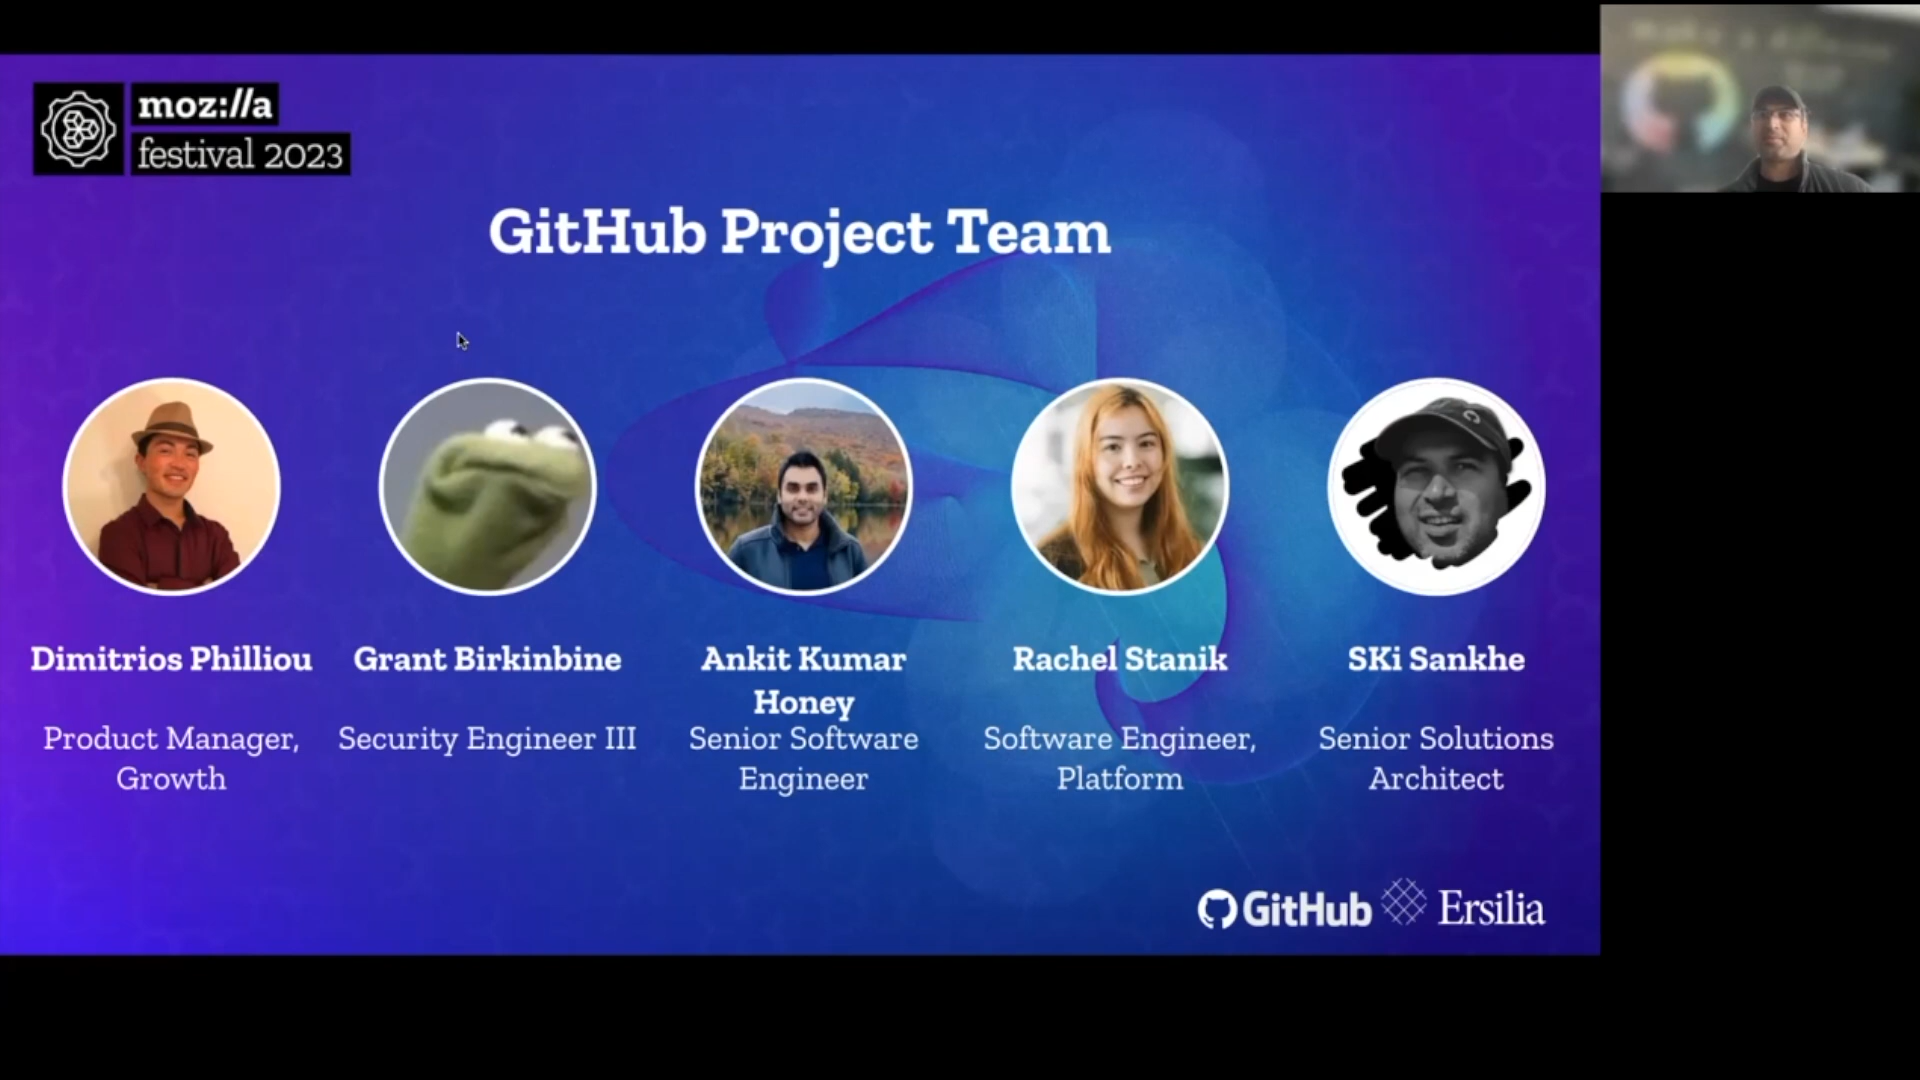 moz://a
festival 2023
GitHub Project Team
Dimitrios Philliou
Product Manager,
Growth
Grant Birkinbine
Security Engineer III
Ankit Kumar
Honey
Senior Software
Engineer
Rachel Stanik
Software Engineer,
Platform
SKi Sankhe
Senior Solutions
Architect
GitHub
Ersilia